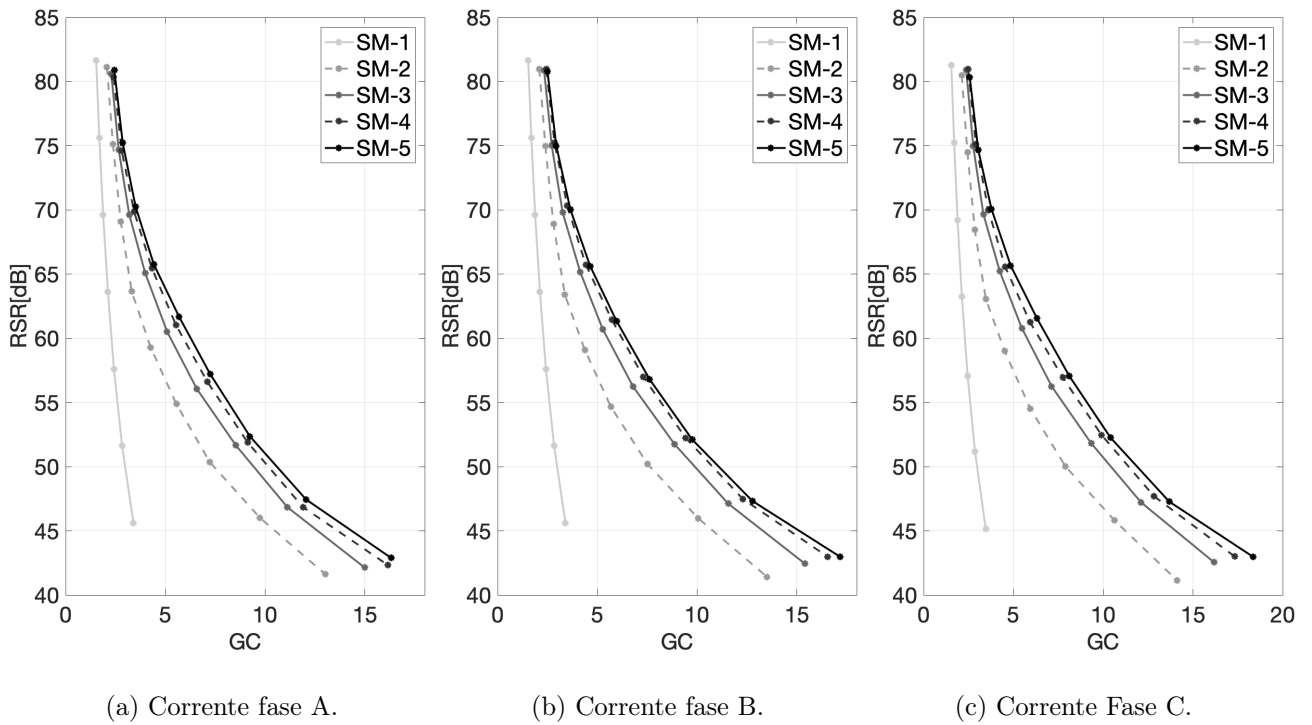 85
80
75
70
65
60
55
50
45
40
RSR[dB]
0 5 10 15
GC
SM-1
SM-2
SM-3
SM-4
SM-5
(a) Corrente fase A.
85
80
75
70
65
60
55
50
45
40
RSR[dB]
0 5 10 15
GC
SM-1
SM-2
SM-3
SM-4
SM-5
(b) Corrente fase B.
85
80
75
70
65
60
55
50
45
40
RSR[dB]
0 5 10 15 20
GC
SM-1
SM-2
SM-3
SM-4
SM-5
(c) Corrente Fase C.